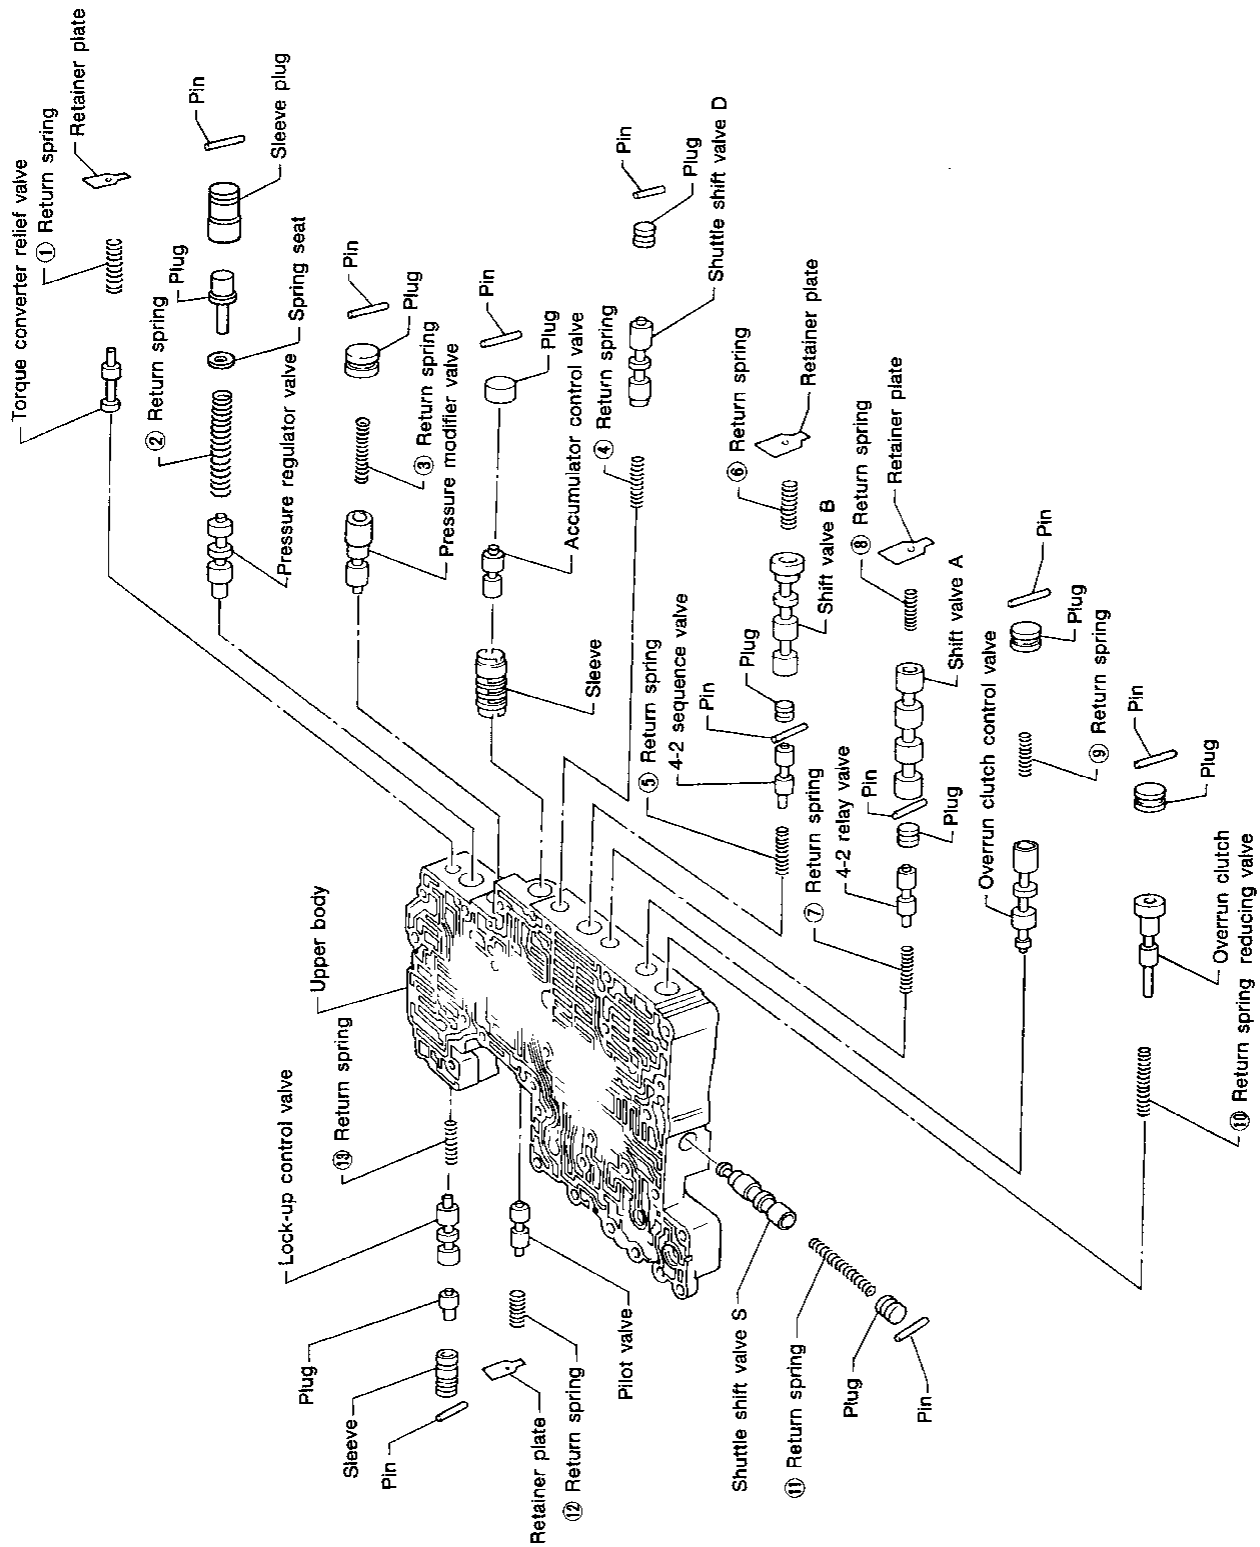 Torque converter relief valve
① Return spring
Retainer plate
② Return spring
Plug
Pin
Sleeve plug
Spring seat
Pressure regulator valve
Pin
Plug
③ Return spring
Pressure modifier valve
Pin
Plug
Accumulator control valve
Sleeve
④ Return spring
Pin
Plug
Shuttle shift valve D
⑤ Return spring
4-2 sequence valve
Pin
Plug
⑥ Return spring
Retainer plate
Shift valve B
⑦ Return spring
4-2 relay valve
Pin
Plug
⑧ Return spring
Retainer plate
Shift valve A
Overrun clutch control valve
Pin
Plug
⑨ Return spring
Pin
Plug
Overrun clutch
reducing valve
⑩ Return spring
Upper body
⑬ Return spring
Lock-up control valve
Plug
Sleeve
Pin
Retainer plate
⑫ Return spring
Pilot valve
Shuttle shift valve S
⑪ Return spring
Plug
Pin